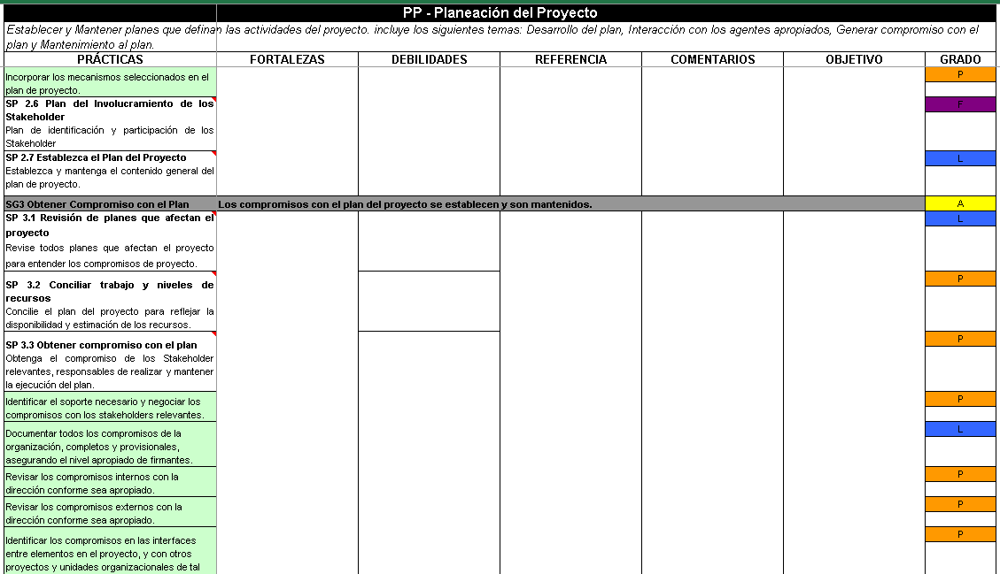 PP - Planeación del Proyecto
Establecer y Mantener planes que definan las actividades del proyecto. incluye los siguientes temas: Desarrollo del plan, Interacción con los agentes apropiados, Generar compromiso con el
plan y Mantenimiento al plan.
PRÁCTICAS FORTALEZAS DEBILIDADES REFERENCIA COMENTARIOS OBJETIVO GRADO
Incorporar los mecanismos seleccionados en el P
plan de proyecto.
SP 2.6 Plan del Involucramiento de los F
Stakeholder
Plan de identificación y participación de los
Stakeholder
SP 2.7 Establezca el Plan del Proyecto L
Establezca y mantenga el contenido general del
plan de proyecto.
SG3 Obtener Compromiso con el Plan Los compromisos con el plan del proyecto se establecen y son mantenidos. A
SP 3.1 Revisión de planes que afectan el L
proyecto
Revise todos planes que afectan el proyecto
para entender los compromisos de proyecto.
SP 3.2 Conciliar trabajo y niveles de P
recursos
Concilie el plan del proyecto para reflejar la
disponibilidad y estimación de los recursos.
SP 3.3 Obtener compromiso con el plan P
Obtenga el compromiso de los Stakeholder
relevantes, responsables de realizar y mantener
la ejecución del plan.
Identificar el soporte necesario y negociar los P
compromisos con los stakeholders relevantes.
Documentar todos los compromisos de la L
organización, completos y provisionales,
asegurando el nivel apropiado de firmantes.
Revisar los compromisos internos con la P
dirección conforme sea apropiado.
Revisar los compromisos externos con la P
dirección conforme sea apropiado.
Identificar los compromisos en las interfaces P
entre elementos en el proyecto, y con otros
proyectos y unidades organizacionales de tal